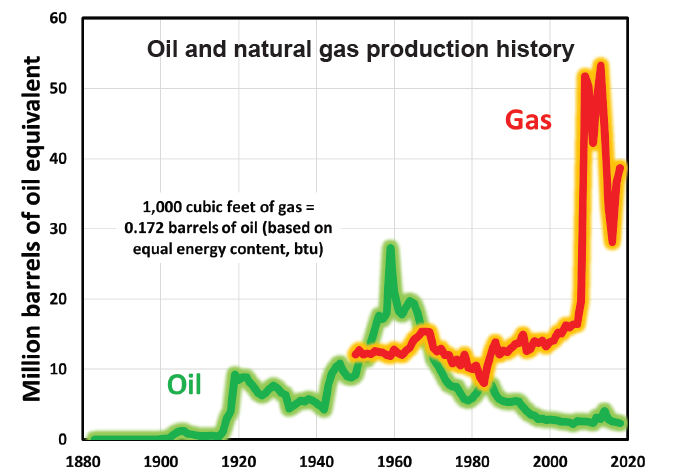 Oil and natural gas production history
Million barrels of oil equivalent
60
50
40
30
20
10
0
Gas
1,000 cubic feet of gas =
0.172 barrels of oil (based on
equal energy content, btu)
Oil
1880 1900 1920 1940 1960 1980 2000 2020